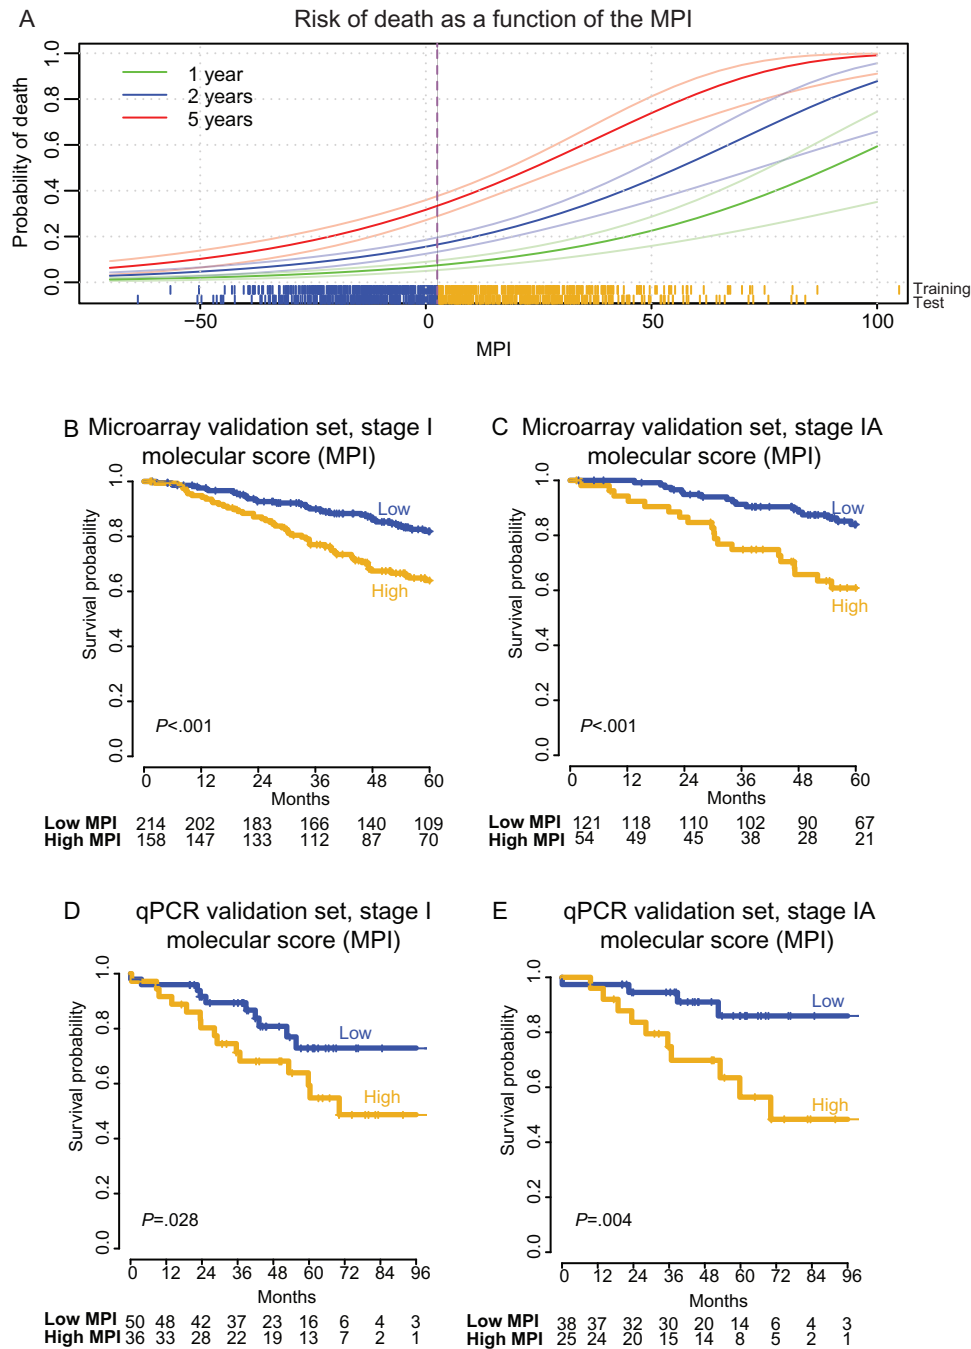 A
Risk of death as a function of the MPI
Probability of death
1.0
0.8
0.6
0.4
0.2
0.0
1 year
2 years
5 years
Training
Test
−50 0 50 100
MPI
B Microarray validation set, stage I
molecular score (MPI)
Survival probability
1.0
0.8
0.6
0.4
0.2
0.0
Low
High
P<.001
0 12 24 36 48 60
Months
Low MPI 214 202 183 166 140 109
High MPI 158 147 133 112 87 70
C Microarray validation set, stage IA
molecular score (MPI)
Survival probability
1.0
0.8
0.6
0.4
0.2
0.0
Low
High
P<.001
0 12 24 36 48 60
Months
Low MPI 121 118 110 102 90 67
High MPI 54 49 45 38 28 21
D qPCR validation set, stage I
molecular score (MPI)
Survival probability
1.0
0.8
0.6
0.4
0.2
0.0
Low
High
P=.028
0 12 24 36 48 60 72 84 96
Months
Low MPI 50 48 42 37 23 16 6 4 3
High MPI 36 33 28 22 19 13 7 2 1
E qPCR validation set, stage IA
molecular score (MPI)
Survival probability
1.0
0.8
0.6
0.4
0.2
0.0
Low
High
P=.004
0 12 24 36 48 60 72 84 96
Months
Low MPI 38 37 32 30 20 14 6 4 3
High MPI 25 24 20 15 14 8 5 2 1